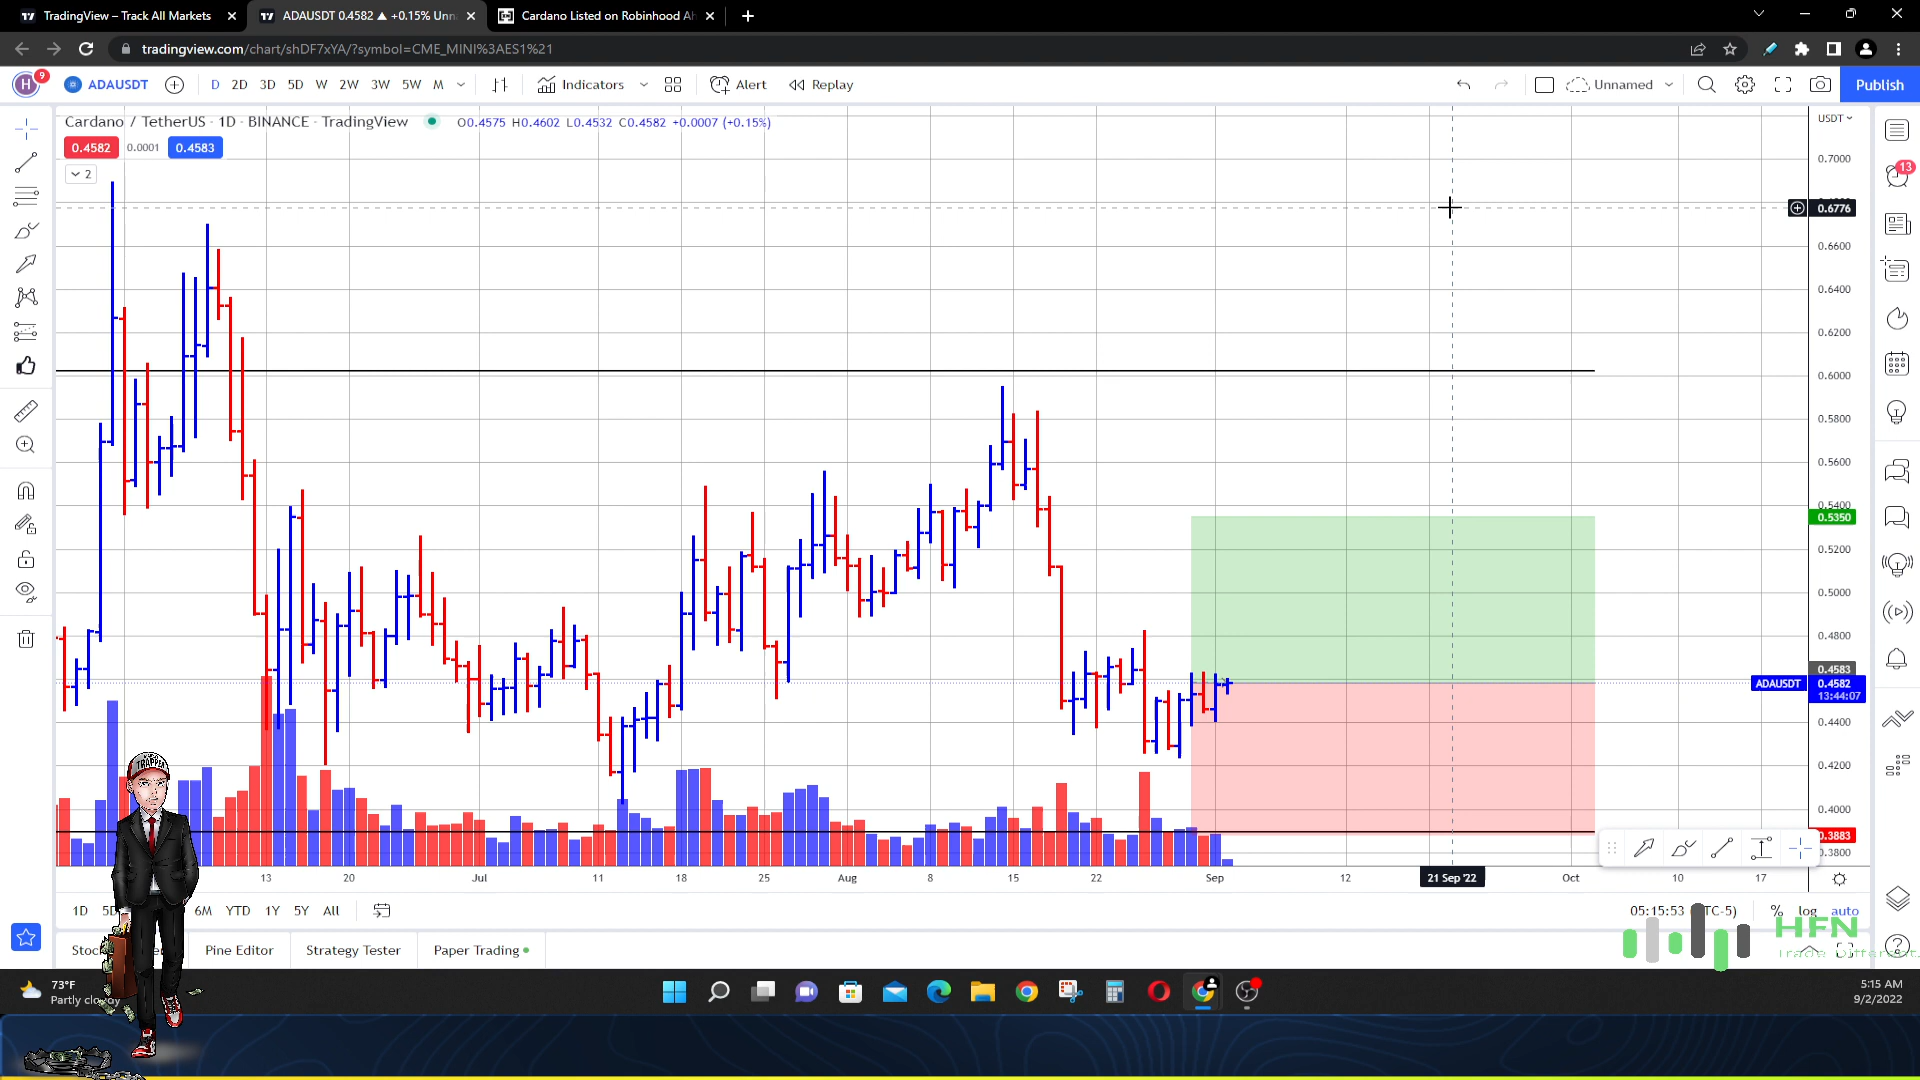 TradingView – Track All Markets
ADAUSDT 0.4582 ▲ +0.15% Unn
Cardano Listed on Robinhood Ah
tradingview.com/chart/shDF7xYA/?symbol=CME_MINI%3AES1%21
H 9 ADAUSDT D 2D 3D 5D W 2W 3W 5W M Indicators Alert Replay Unnamed Publish
Cardano / TetherUS · 1D · BINANCE · TradingView O0.4575 H0.4602 L0.4532 C0.4582 +0.0007 (+0.15%)
USDT
0.4582 0.0001 0.4583
2
0.7000
13
0.6776
0.6600
0.6400
0.6200
0.6000
0.5800
0.5600
0.5400
0.5350
0.5200
0.5000
0.4800
0.4583
ADAUSDT 0.4582
13:44:07
0.4400
0.4200
0.4000
0.3883
0.3800
13 20 Jul 11 18 25 Aug 8 15 22 Sep 12 21 Sep '22 Oct 10 17
1D 6M YTD 1Y 5Y All 05:15:53 % log auto
TRAPPER
HFN
Pine Editor Strategy Tester Paper Trading
73°F
Partly cloudy
5:15 AM
9/2/2022